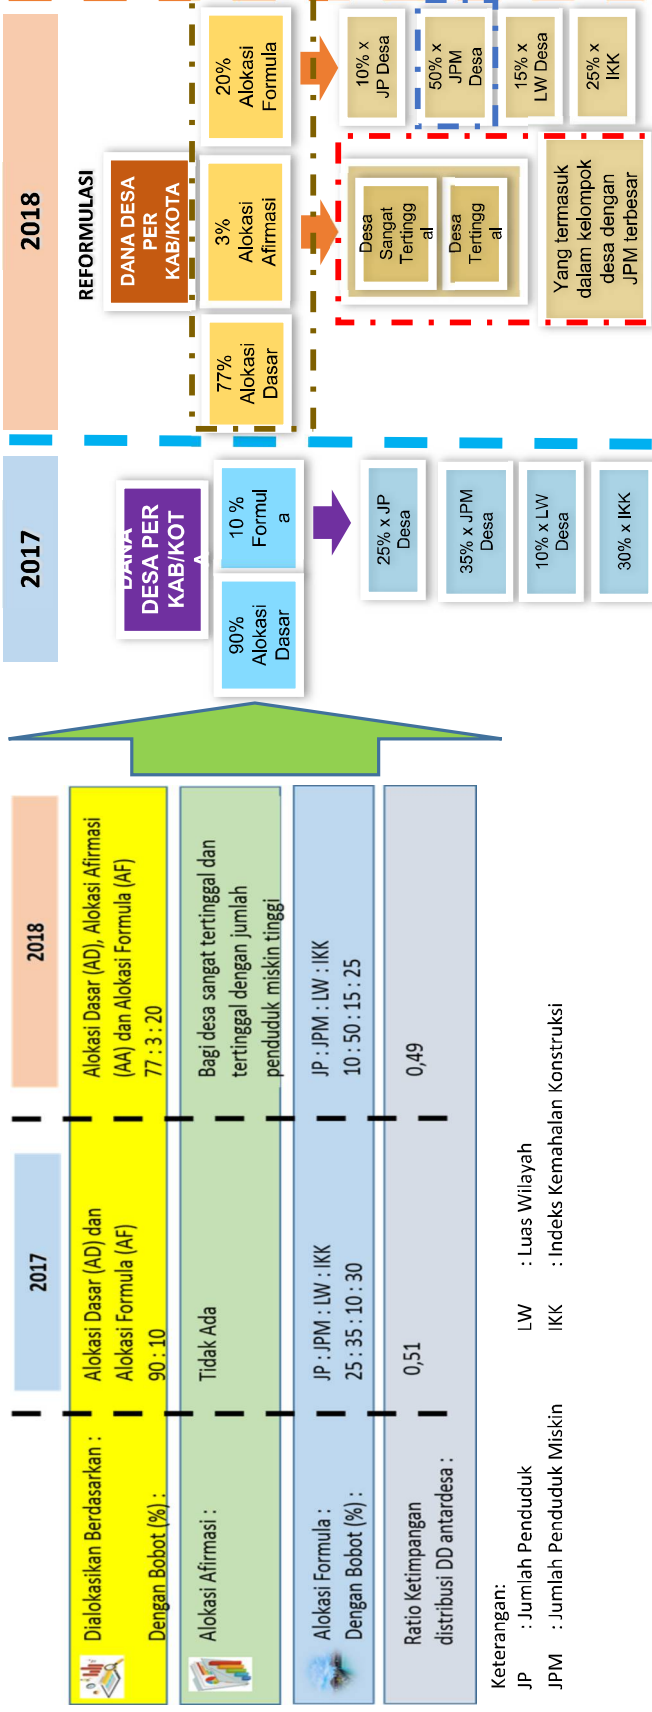 2017
2018
Dialokasikan Berdasarkan :
Dengan Bobot (%) :
Alokasi Dasar (AD) dan
Alokasi Formula (AF)
90 : 10
Alokasi Dasar (AD), Alokasi Afirmasi
(AA) dan Alokasi Formula (AF)
77 : 3 : 20
Alokasi Afirmasi :
Tidak Ada
Bagi desa sangat tertinggal dan
tertinggal dengan jumlah
penduduk miskin tinggi
Alokasi Formula :
Dengan Bobot (%) :
JP : JPM : LW : IKK
25 : 35 : 10 : 30
JP : JPM : LW : IKK
10 : 50 : 15 : 25
Ratio Ketimpangan
distribusi DD antardesa :
0,51
0,49
Keterangan:
JP : Jumlah Penduduk
LW : Luas Wilayah
JPM : Jumlah Penduduk Miskin
IKK : Indeks Kemahalan Konstruksi
2017
DANA
DESA PER
KAB/KOT
A
90%
Alokasi
Dasar
10 %
Formul
a
25% x JP
Desa
35% x JPM
Desa
10% x LW
Desa
30% x IKK
2018
REFORMULASI
DANA DESA
PER
KAB/KOTA
77%
Alokasi
Dasar
3%
Alokasi
Afirmasi
20%
Alokasi
Formula
10% x
JP Desa
50% x
JPM
Desa
15% x
LW Desa
25% x
IKK
Desa
Sangat
Tertingg
al
Desa
Tertingg
al
Yang termasuk
dalam kelompok
desa dengan
JPM terbesar